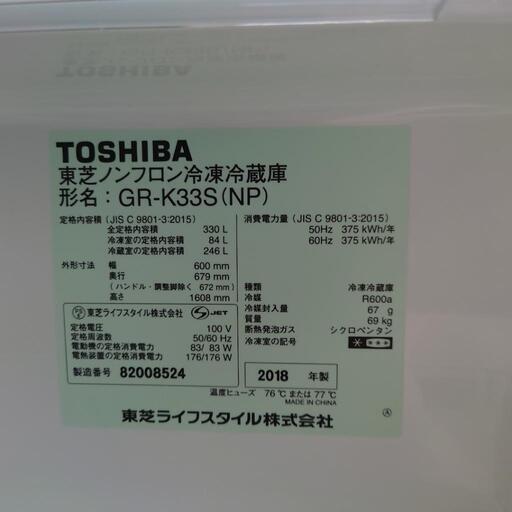 TOSHIBA
東芝ノンフロン冷凍冷蔵庫
形名：GR-K33S(NP)
定格内容積 (JIS C 9801-3:2015)
全定格内容積 330 L
冷凍室の定格内容積 84 L
冷蔵室の定格内容積 246 L
外形寸法 幅 600 mm
奥行 679 mm
(ハンドル・調整脚除く 672 mm)
高さ 1608 mm
消費電力量 (JIS C 9801-3:2015)
50Hz 375 kWh/年
60Hz 375 kWh/年
種類 冷凍冷蔵庫
冷媒 R600a
冷媒封入量 67 g
質量 69 kg
断熱発泡ガス シクロペンタン
冷凍室の記号
東芝ライフスタイル株式会社 JET
定格電圧 100 V
定格周波数 50/60 Hz
電動機の定格消費電力 83/ 83 W
電熱装置の定格消費電力 176/176 W
製造番号 82008524
2018 年製
温度ヒューズ 76℃ または 77℃
MADE IN CHINA
東芝ライフスタイル株式会社
Ⓐ